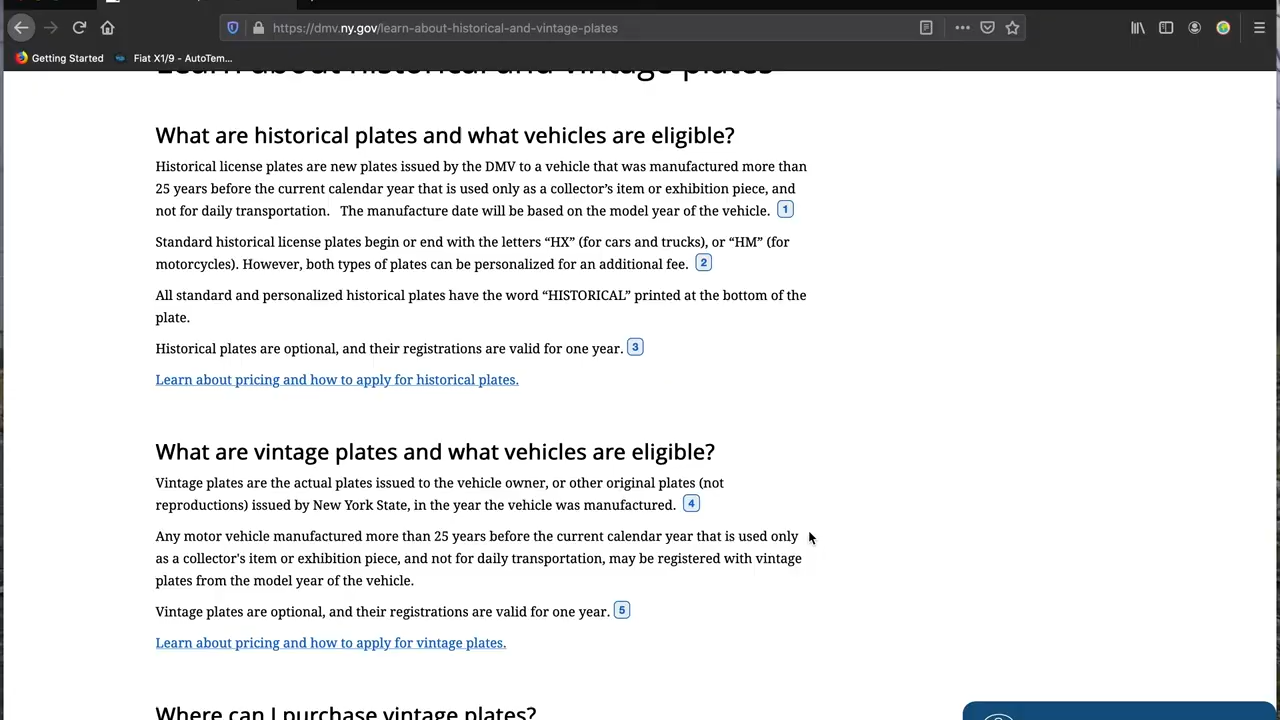 https://dmv.ny.gov/learn-about-historical-and-vintage-plates
Getting Started
Fiat X1/9 - AutoTem...
Learn about historical and vintage plates
What are historical plates and what vehicles are eligible?
Historical license plates are new plates issued by the DMV to a vehicle that was manufactured more than
25 years before the current calendar year that is used only as a collector’s item or exhibition piece, and
not for daily transportation.   The manufacture date will be based on the model year of the vehicle. 1
Standard historical license plates begin or end with the letters “HX” (for cars and trucks), or “HM” (for
motorcycles). However, both types of plates can be personalized for an additional fee. 2
All standard and personalized historical plates have the word “HISTORICAL” printed at the bottom of the
plate.
Historical plates are optional, and their registrations are valid for one year. 3
Learn about pricing and how to apply for historical plates.
What are vintage plates and what vehicles are eligible?
Vintage plates are the actual plates issued to the vehicle owner, or other original plates (not
reproductions) issued by New York State, in the year the vehicle was manufactured. 4
Any motor vehicle manufactured more than 25 years before the current calendar year that is used only
as a collector's item or exhibition piece, and not for daily transportation, may be registered with vintage
plates from the model year of the vehicle.
Vintage plates are optional, and their registrations are valid for one year. 5
Learn about pricing and how to apply for vintage plates.
Where can I purchase vintage plates?